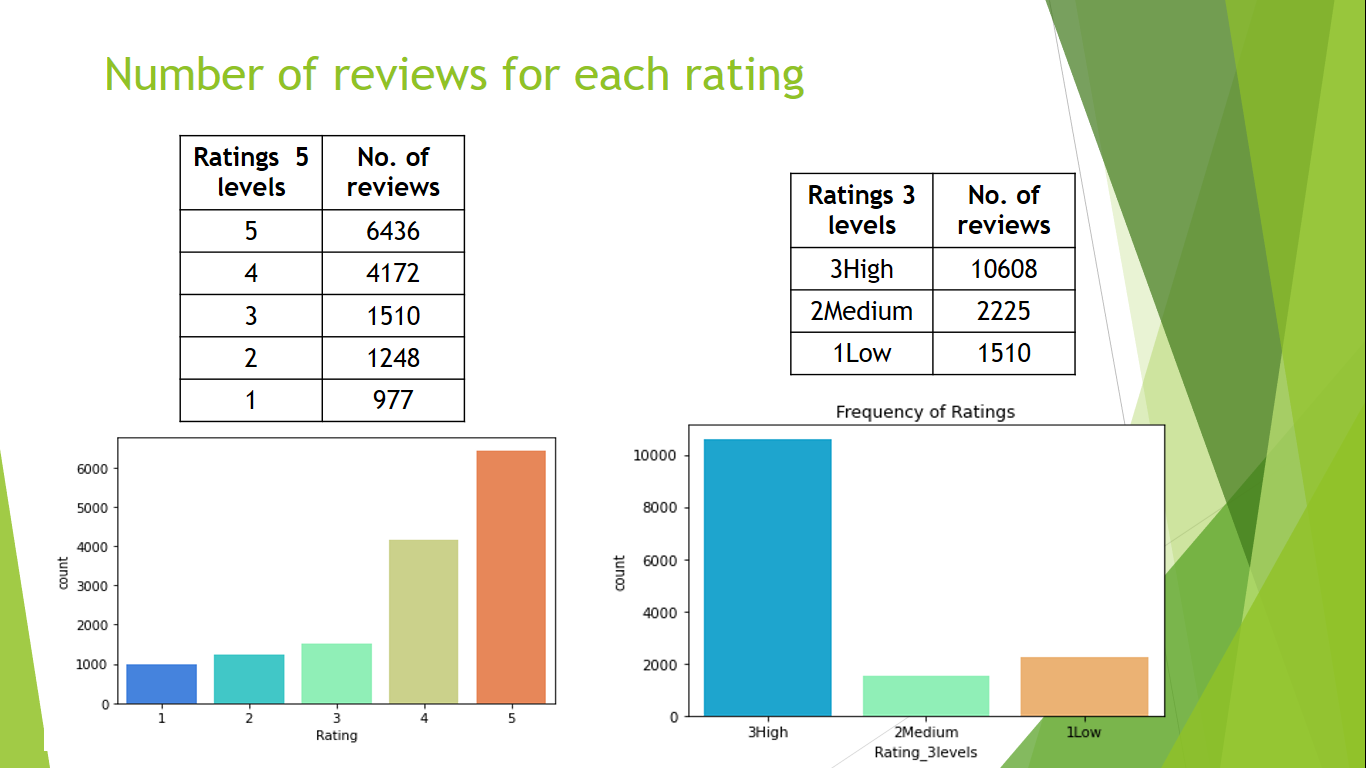 Number of reviews for each rating
Ratings 5
levels
No. of
reviews
5 6436
4 4172
3 1510
2 1248
1 977
Ratings 3
levels
No. of
reviews
3High 10608
2Medium 2225
1Low 1510
6000
5000
4000
3000
2000
1000
0
count
1 2 3 4 5
Rating
Frequency of Ratings
10000
8000
6000
4000
2000
0
count
3High 2Medium 1Low
Rating_3levels